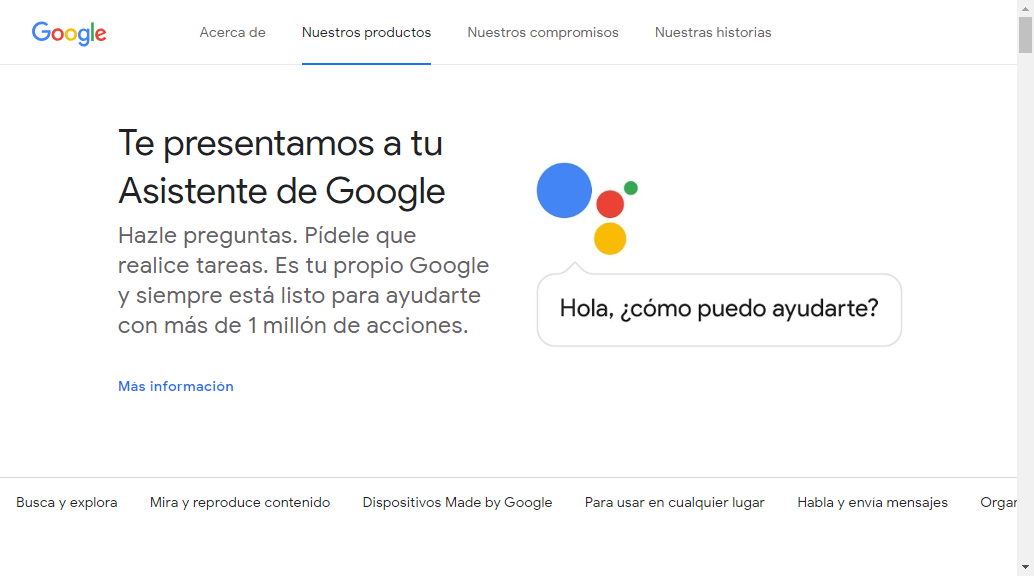 Google
Acerca de
Nuestros productos
Nuestros compromisos
Nuestras historias
Te presentamos a tu
Asistente de Google
Hazle preguntas. Pídele que
realice tareas. Es tu propio Google
y siempre está listo para ayudarte
con más de 1 millón de acciones.
Más información
Hola, ¿cómo puedo ayudarte?
Busca y explora
Mira y reproduce contenido
Dispositivos Made by Google
Para usar en cualquier lugar
Habla y envía mensajes